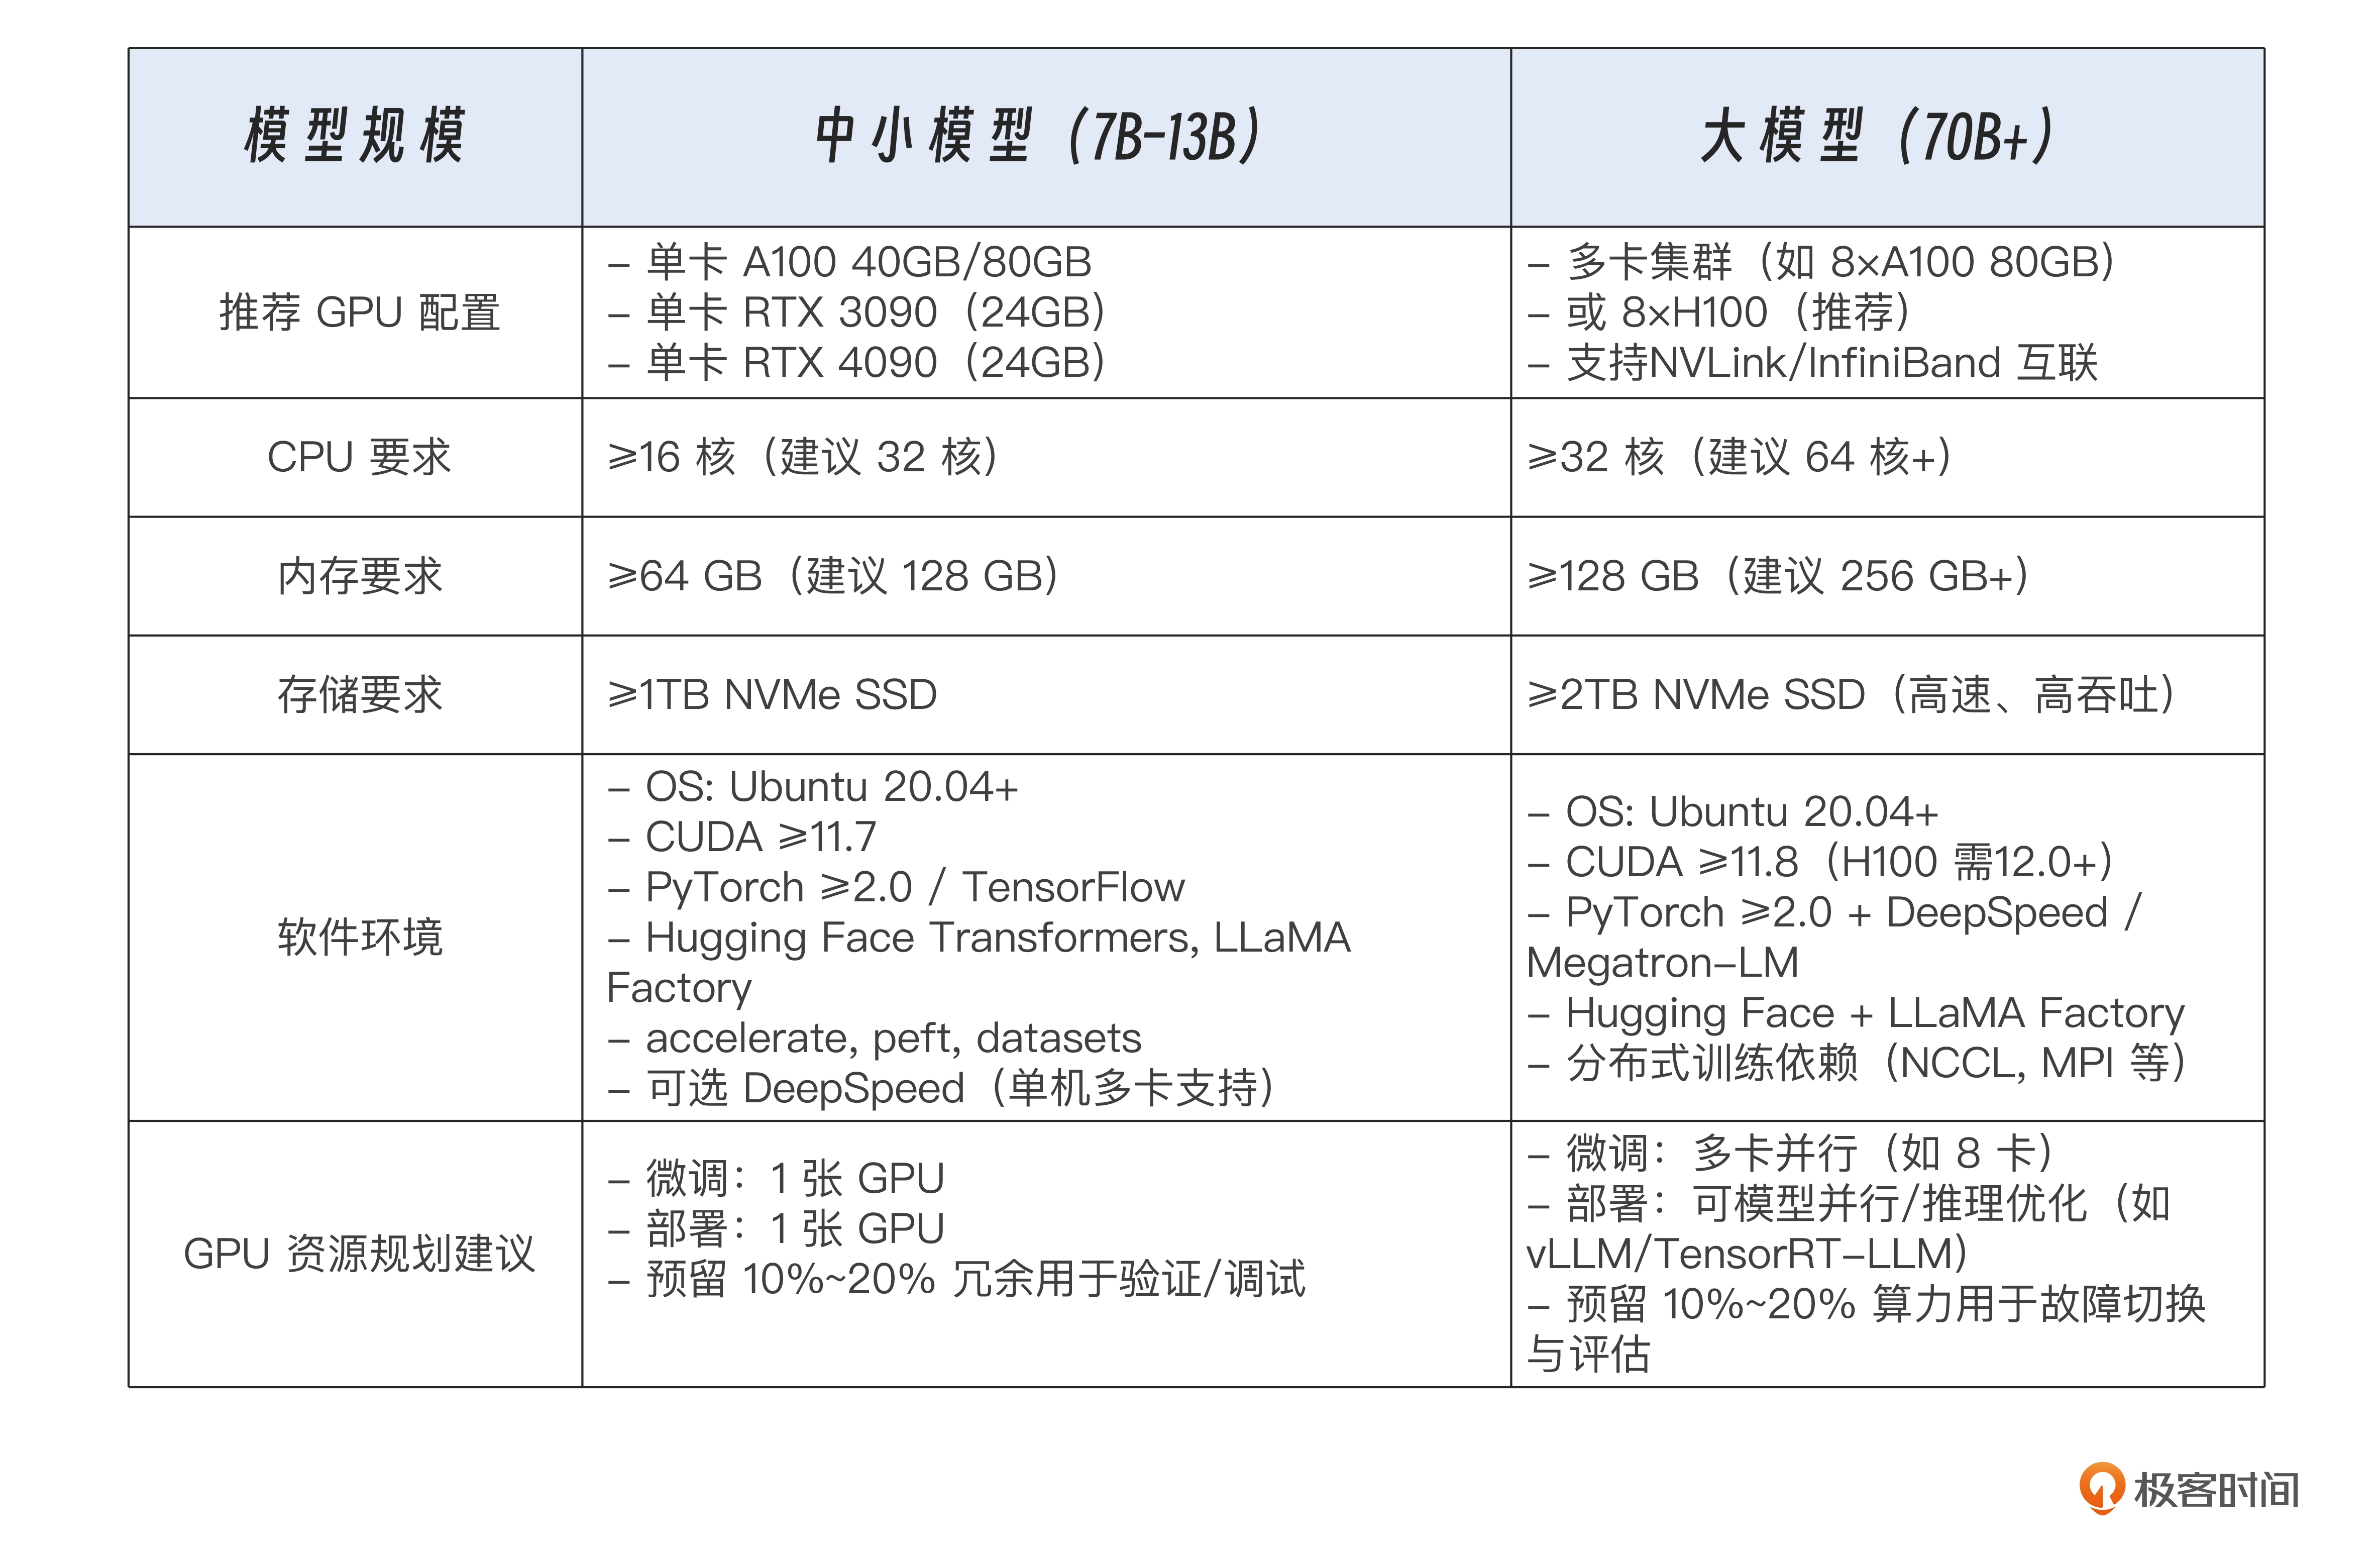 模型规模
中小模型（7B-13B）
大模型（70B+）
推荐 GPU 配置
- 单卡 A100 40GB/80GB
- 单卡 RTX 3090（24GB）
- 单卡 RTX 4090（24GB）
- 多卡集群（如 8×A100 80GB）
- 或 8×H100（推荐）
- 支持NVLink/InfiniBand 互联
CPU 要求
≥16 核（建议 32 核）
≥32 核（建议 64 核+）
内存要求
≥64 GB（建议 128 GB）
≥128 GB（建议 256 GB+）
存储要求
≥1TB NVMe SSD
≥2TB NVMe SSD（高速、高吞吐）
软件环境
- OS: Ubuntu 20.04+
- CUDA ≥11.7
- PyTorch ≥2.0 / TensorFlow
- Hugging Face Transformers, LLaMA
Factory
- accelerate, peft, datasets
- 可选 DeepSpeed（单机多卡支持）
- OS: Ubuntu 20.04+
- CUDA ≥11.8（H100 需12.0+）
- PyTorch ≥2.0 + DeepSpeed /
Megatron-LM
- Hugging Face + LLaMA Factory
- 分布式训练依赖（NCCL, MPI 等）
GPU 资源规划建议
- 微调：1 张 GPU
- 部署：1 张 GPU
- 预留 10%~20% 冗余用于验证/调试
- 微调：多卡并行（如 8 卡）
- 部署：可模型并行/推理优化（如
vLLM/TensorRT-LLM）
- 预留 10%~20% 算力用于故障切换
与评估
极客时间